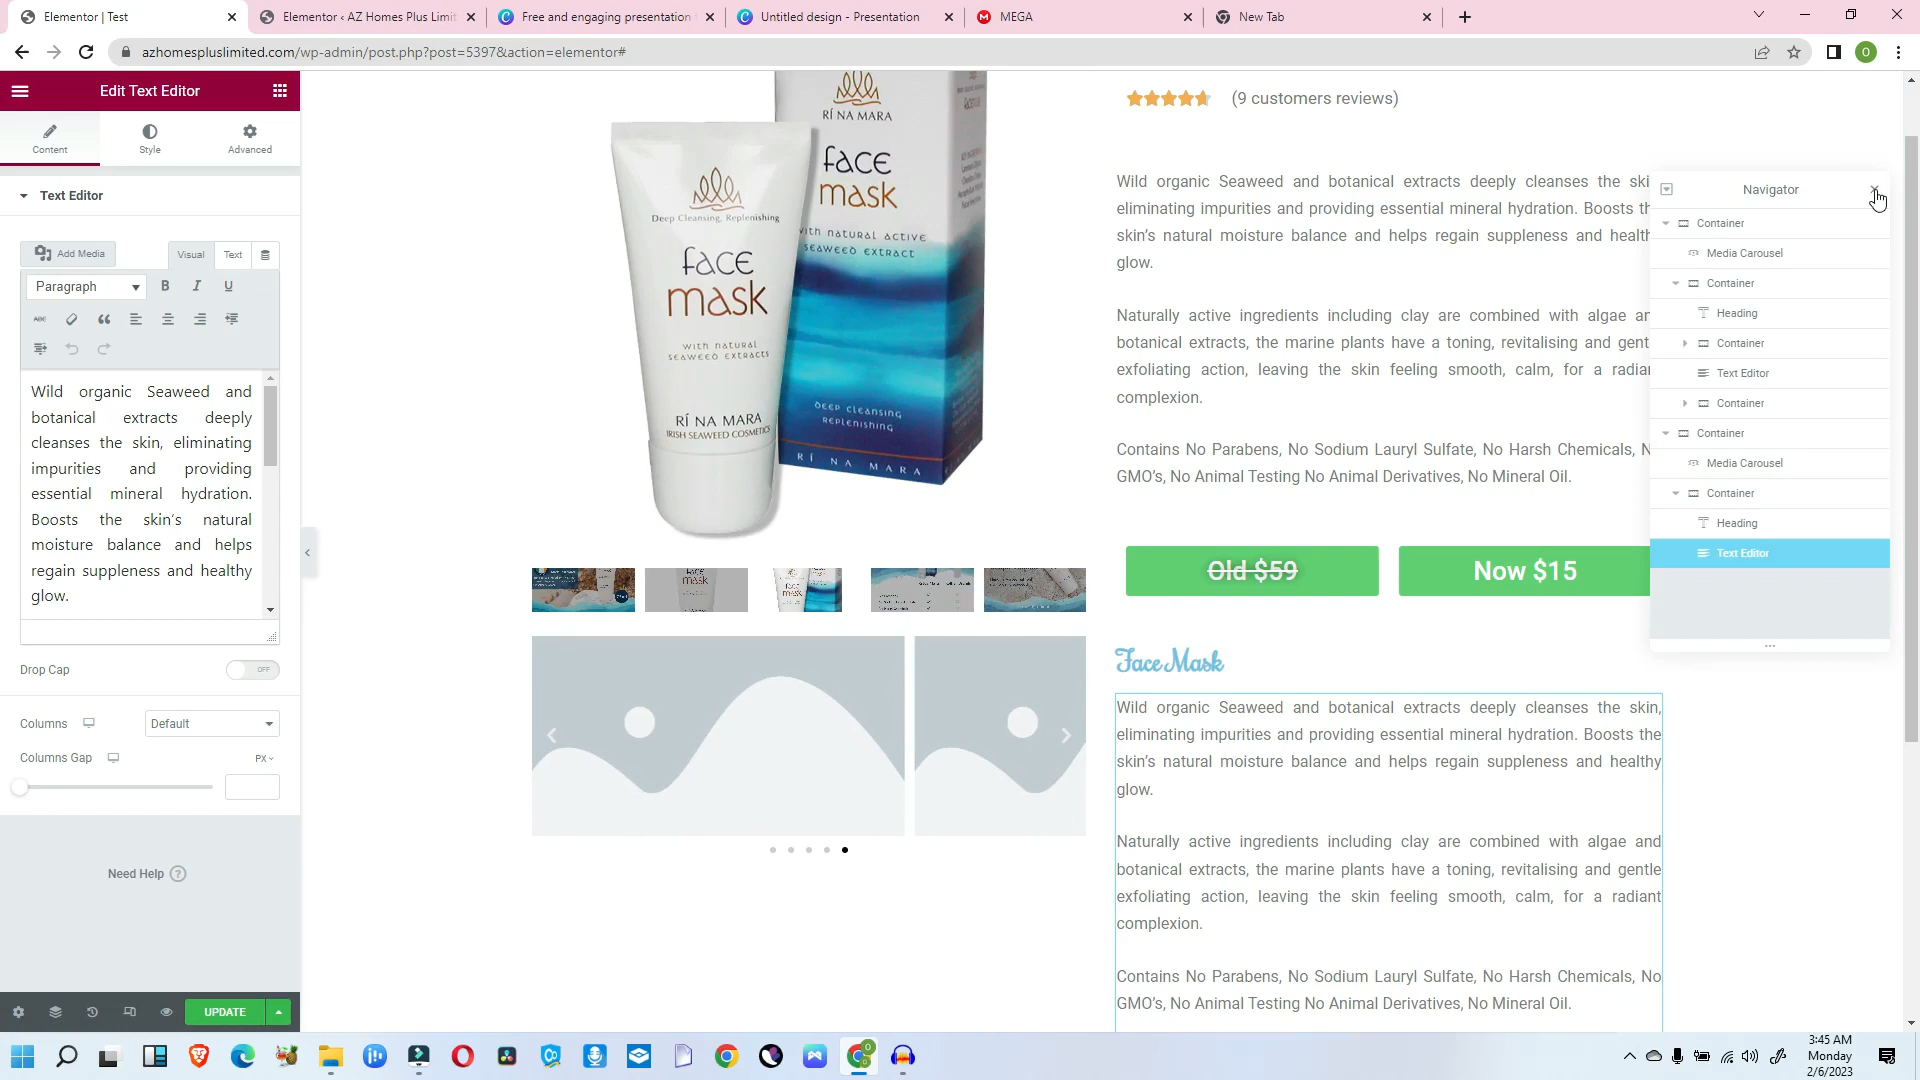 Elementor | Test
Elementor ‹ AZ Homes Plus Limit
Free and engaging presentation
Untitled design - Presentation
MEGA
New Tab
azhomespluslimited.com/wp-admin/post.php?post=5397&action=elementor#
O
Edit Text Editor
Content
Style
Advanced
Text Editor
Add Media
Visual
Text
Paragraph
B
I
U
ABC
Wild organic Seaweed and
botanical extracts deeply
cleanses the skin, eliminating
impurities and providing
essential mineral hydration.
Boosts the skin's natural
moisture balance and helps
regain suppleness and healthy
glow.
Drop Cap
OFF
Columns
Default
Columns Gap
PX
Need Help
?
UPDATE
RÍ NA MARA
face
mask
with natural active
seaweed extract
deep cleansing
replenishing
RÍ NA MARA
Deep Cleansing, Replenishing
face
mask
with natural
seaweed extracts
RÍ NA MARA
IRISH SEAWEED COSMETICS
(9 customers reviews)
Wild organic Seaweed and botanical extracts deeply cleanses the ski
eliminating impurities and providing essential mineral hydration. Boosts th
skin's natural moisture balance and helps regain suppleness and health
glow.
Naturally active ingredients including clay are combined with algae an
botanical extracts, the marine plants have a toning, revitalising and gent
exfoliating action, leaving the skin feeling smooth, calm, for a radian
complexion.
Contains No Parabens, No Sodium Lauryl Sulfate, No Harsh Chemicals, N
GMO's, No Animal Testing No Animal Derivatives, No Mineral Oil.
Old $59
Now $15
Face Mask
Wild organic Seaweed and botanical extracts deeply cleanses the skin,
eliminating impurities and providing essential mineral hydration. Boosts the
skin's natural moisture balance and helps regain suppleness and healthy
glow.
Naturally active ingredients including clay are combined with algae and
botanical extracts, the marine plants have a toning, revitalising and gentle
exfoliating action, leaving the skin feeling smooth, calm, for a radiant
complexion.
Contains No Parabens, No Sodium Lauryl Sulfate, No Harsh Chemicals, No
GMO's, No Animal Testing No Animal Derivatives, No Mineral Oil.
Navigator
Container
Media Carousel
Container
Heading
Container
Text Editor
Container
Container
Media Carousel
Container
Heading
Text Editor
3:45 AM
Monday
2/6/2023